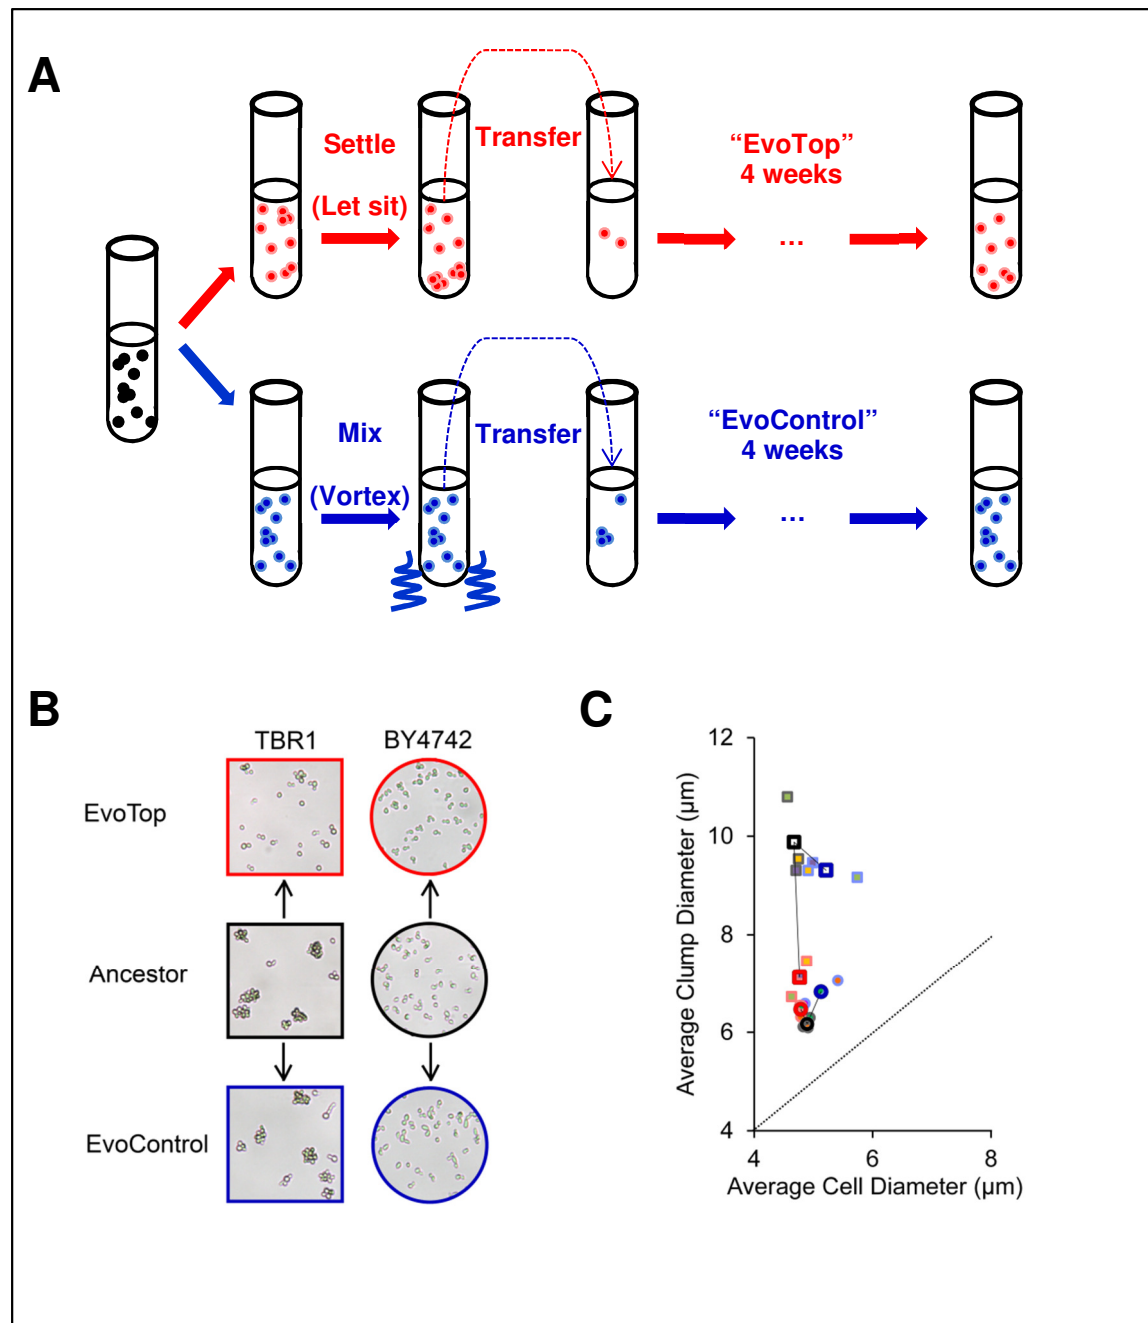 A
Settle
(Let sit)
Transfer
“EvoTop”
4 weeks
...
Mix
(Vortex)
Transfer
“EvoControl”
4 weeks
...
B
TBR1 BY4742
EvoTop
Ancestor
EvoControl
C
Average Clump Diameter (µm)
12
10
8
6
4
4 6 8
Average Cell Diameter (µm)